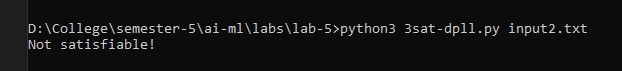 D:\College\semester-5\ai-ml\labs\lab-5>python3 3sat-dpll.py input2.txt
Not satisfiable!